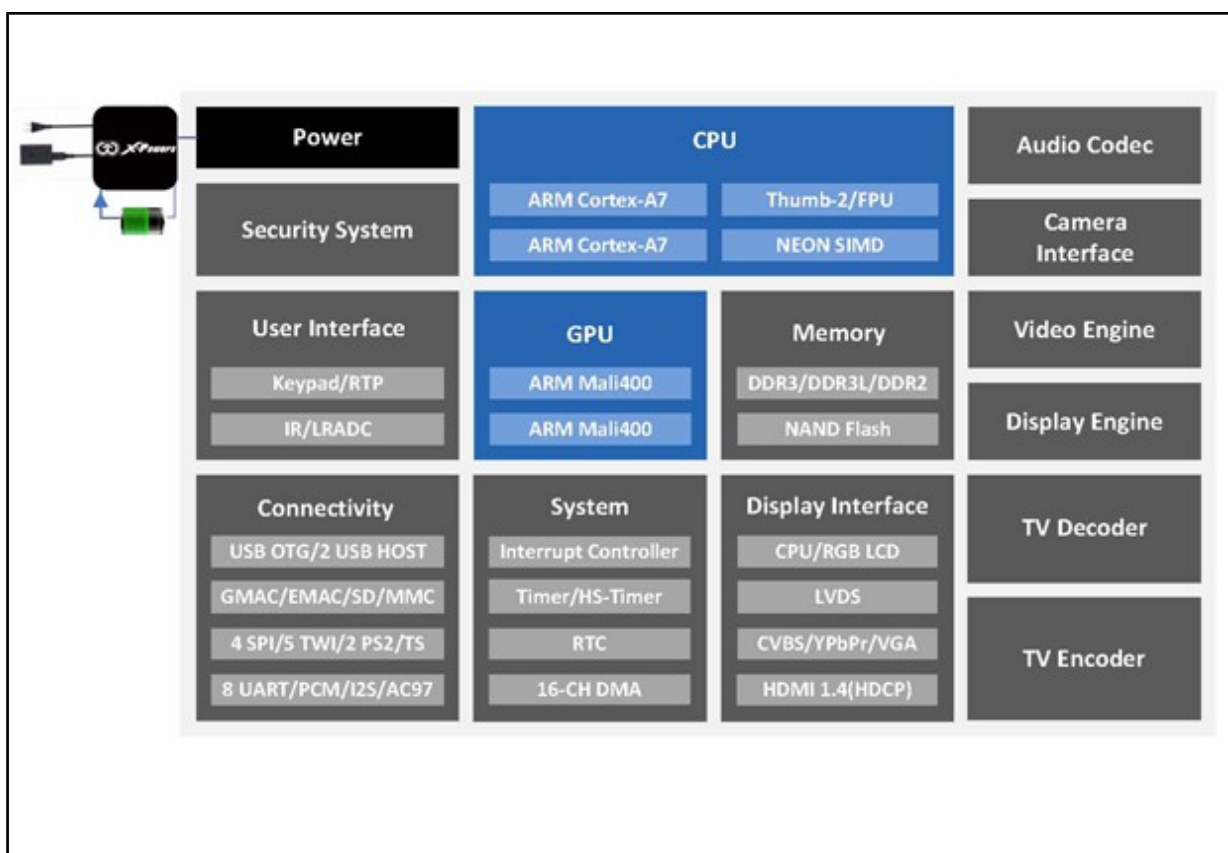 XPowers
Power
CPU
ARM Cortex-A7
Thumb-2/FPU
ARM Cortex-A7
NEON SIMD
Audio Codec
Security System
Camera
Interface
User Interface
Keypad/RTP
IR/LRADC
GPU
ARM Mali400
ARM Mali400
Memory
DDR3/DDR3L/DDR2
NAND Flash
Video Engine
Display Engine
Connectivity
USB OTG/2 USB HOST
GMAC/EMAC/SD/MMC
4 SPI/5 TWI/2 PS2/TS
8 UART/PCM/I2S/AC97
System
Interrupt Controller
Timer/HS-Timer
RTC
16-CH DMA
Display Interface
CPU/RGB LCD
LVDS
CVBS/YPbPr/VGA
HDMI 1.4(HDCP)
TV Decoder
TV Encoder